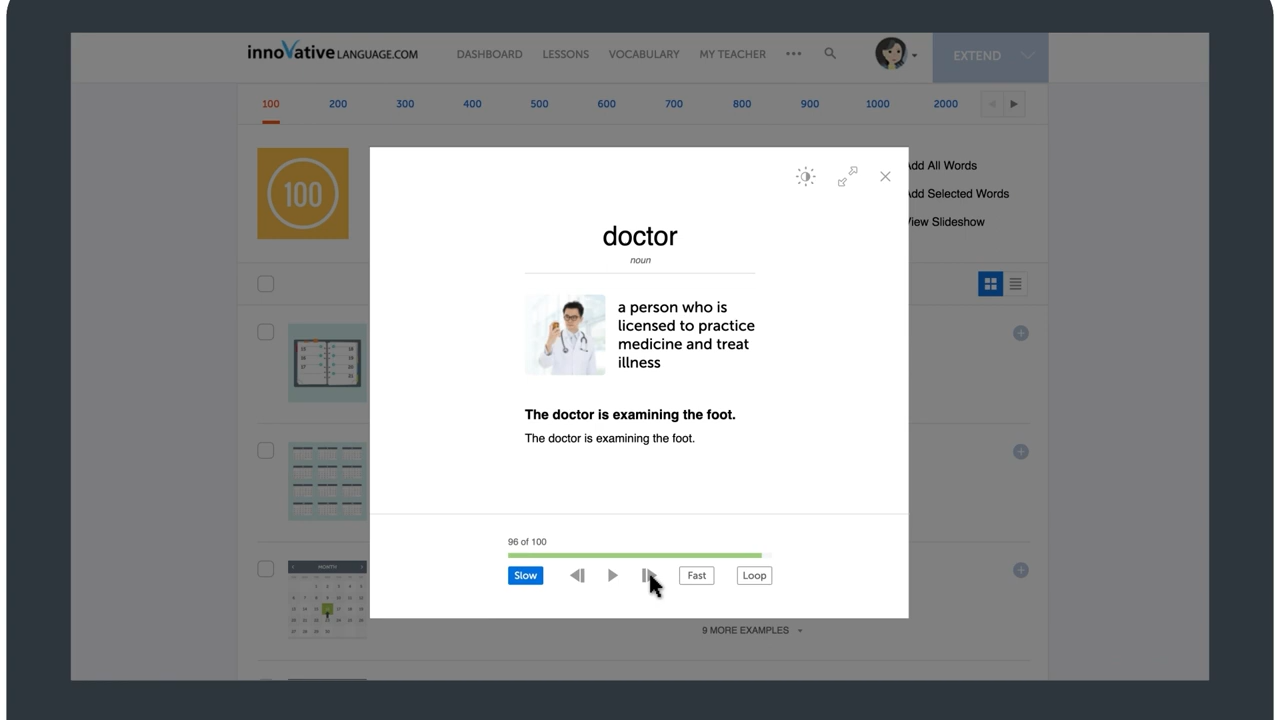 innoVative LANGUAGE.COM
DASHBOARD LESSONS VOCABULARY MY TEACHER ••• EXTEND
100 200 300 400 500 600 700 800 900 1000 2000
100
dd All Words
dd Selected Words
iew Slideshow
doctor
noun
a person who is
licensed to practice
medicine and treat
illness
The doctor is examining the foot.
The doctor is examining the foot.
MONTH
96 of 100
Slow Fast Loop
9 MORE EXAMPLES